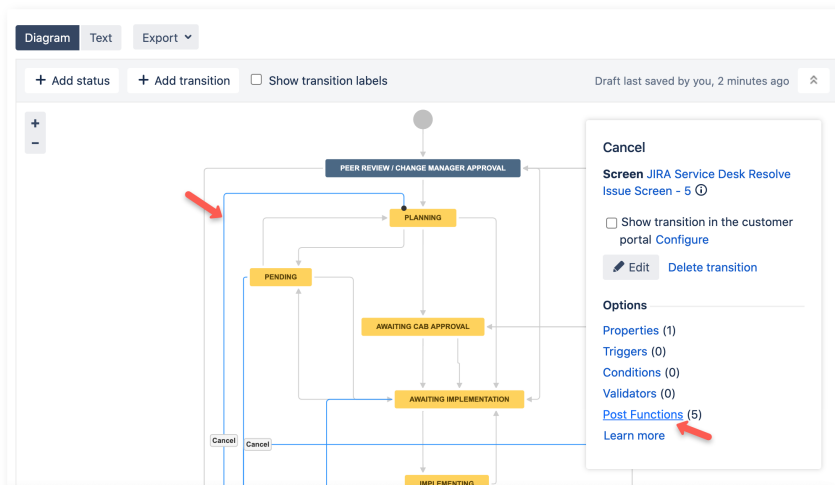 Diagram Text Export
+ Add status + Add transition Show transition labels Draft last saved by you, 2 minutes ago
+
-
PEER REVIEW / CHANGE MANAGER APPROVAL
PLANNING
PENDING
AWAITING CAB APPROVAL
AWAITING IMPLEMENTATION
Cancel
Cancel
IMPLEMENTING
Cancel
Screen JIRA Service Desk Resolve
Issue Screen - 5
Show transition in the customer
portal Configure
Edit Delete transition
Options
Properties (1)
Triggers (0)
Conditions (0)
Validators (0)
Post Functions (5)
Learn more